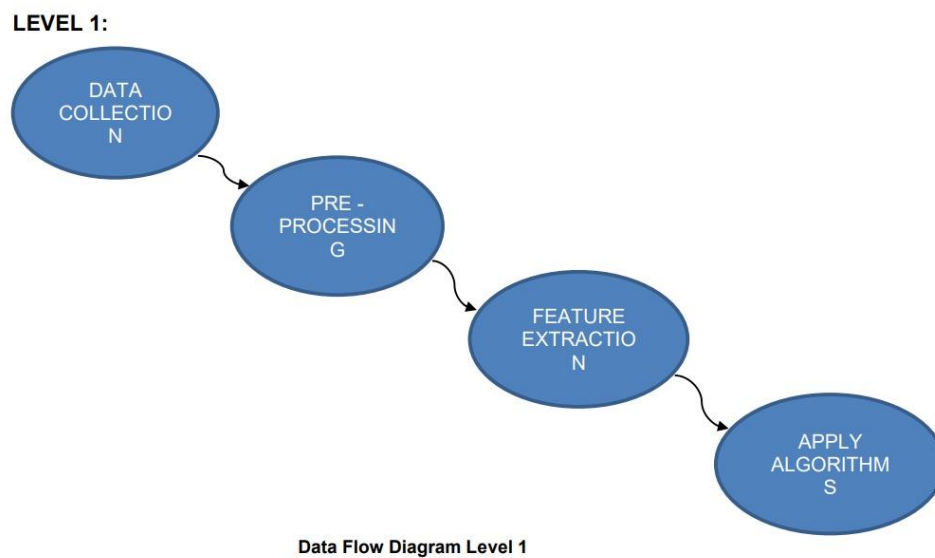 LEVEL 1:
DATA
COLLECTIO
N
PRE -
PROCESSIN
G
FEATURE
EXTRACTIO
N
APPLY
ALGORITHM
S
Data Flow Diagram Level 1